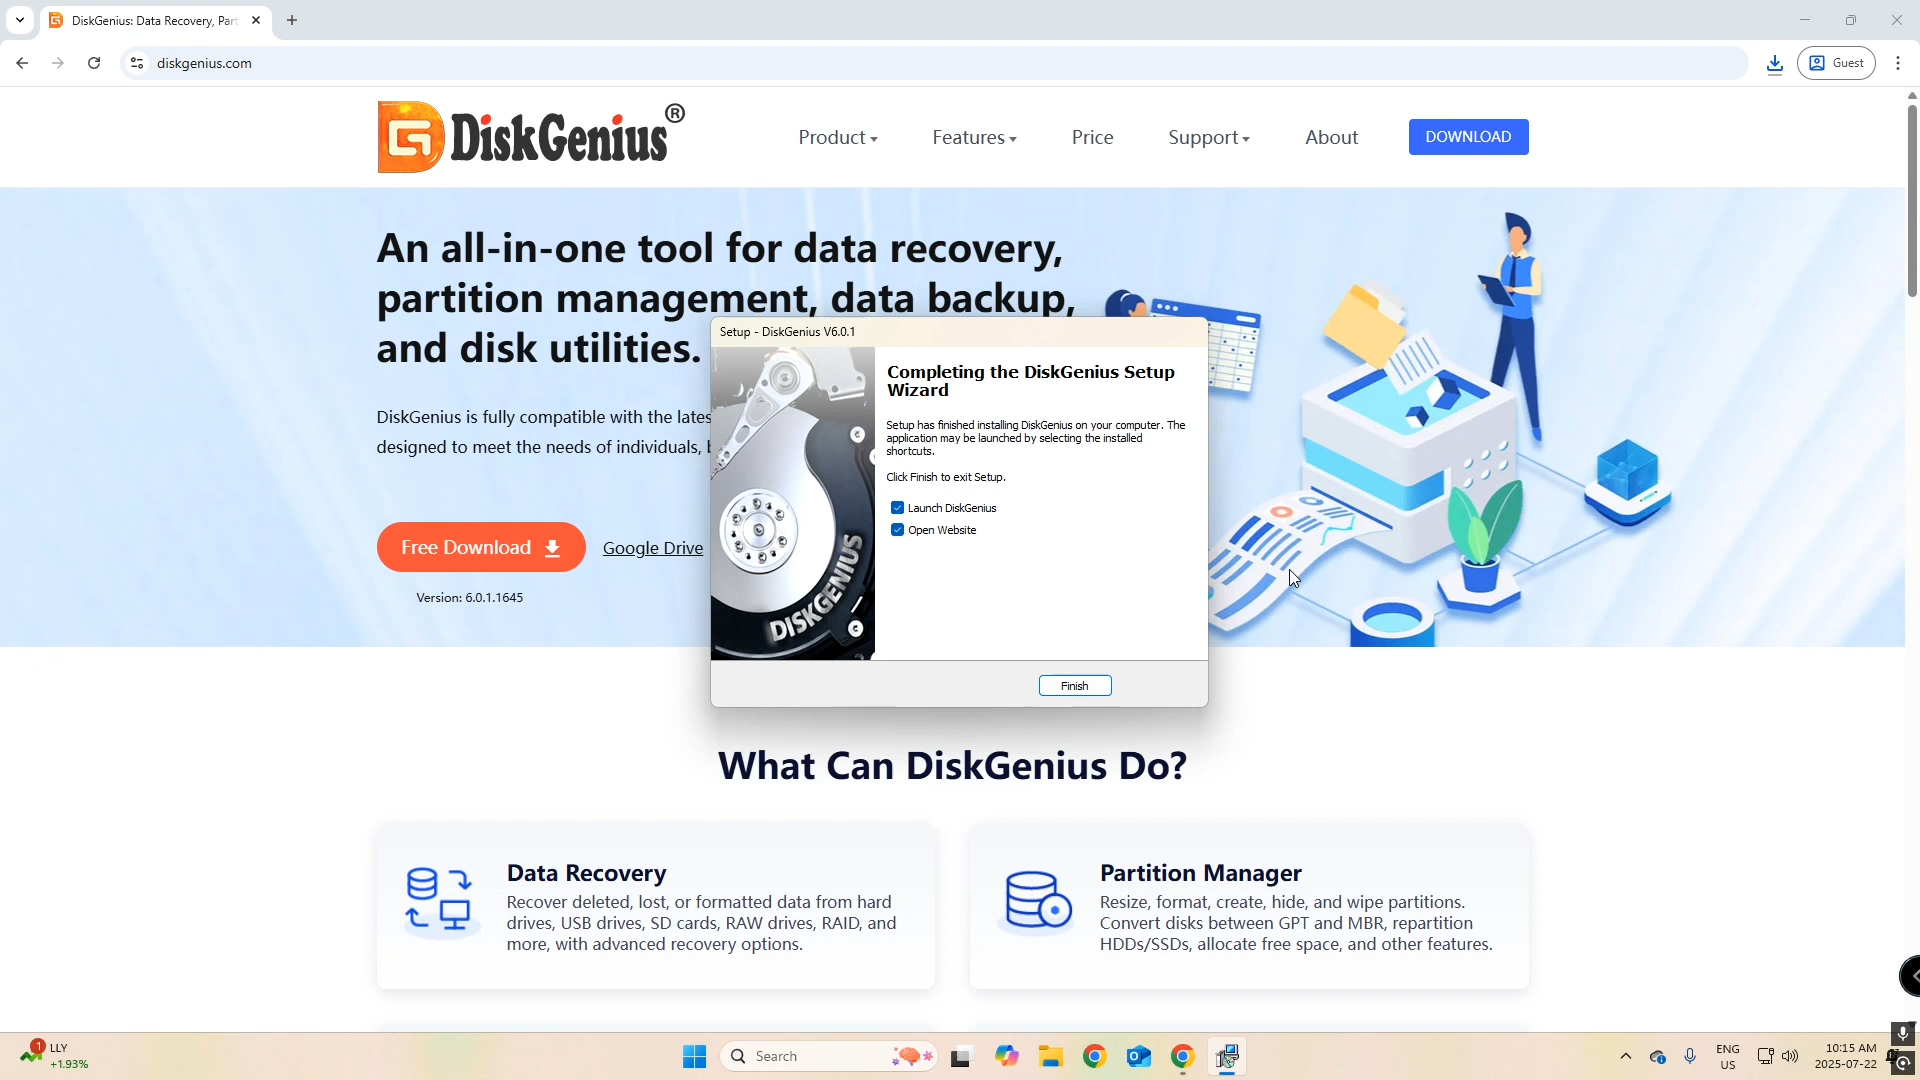 DiskGenius: Data Recovery, Part
diskgenius.com
Guest
DiskGenius®
Product
Features
Price
Support
About
DOWNLOAD
An all-in-one tool for data recovery,
partition management, data backup,
and disk utilities.
DiskGenius is fully compatible with the lates
designed to meet the needs of individuals,
Free Download
Google Drive
Version: 6.0.1.1645
Setup - DiskGenius V6.0.1
Completing the DiskGenius Setup
Wizard
Setup has finished installing DiskGenius on your computer. The
application may be launched by selecting the installed
shortcuts.
Click Finish to exit Setup.
Launch DiskGenius
Open Website
DISKGENIUS
Finish
What Can DiskGenius Do?
Data Recovery
Recover deleted, lost, or formatted data from hard
drives, USB drives, SD cards, RAW drives, RAID, and
more, with advanced recovery options.
Partition Manager
Resize, format, create, hide, and wipe partitions.
Convert disks between GPT and MBR, repartition
HDDs/SSDs, allocate free space, and other features.
1
LLY
+1.93%
Search
ENG
US
10:15 AM
2025-07-22